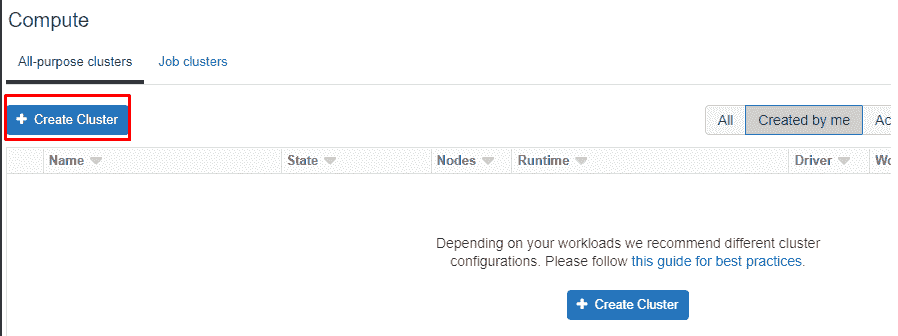 Compute
All-purpose clusters Job clusters
+ Create Cluster All Created by me Ac
Name State Nodes Runtime Driver Wo
Depending on your workloads we recommend different cluster
configurations. Please follow this guide for best practices.
+ Create Cluster